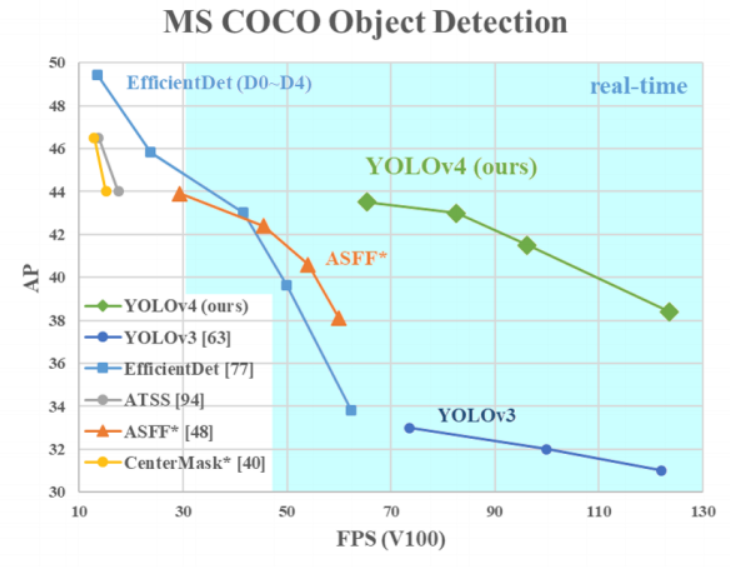 MS COCO Object Detection
50
48
46
44
42
40
38
36
34
32
30
AP
EfficientDet (D0~D4)
real-time
YOLOv4 (ours)
ASFF*
YOLOv3
YOLOv4 (ours)
YOLOv3 [63]
EfficientDet [77]
ATSS [94]
ASFF* [48]
CenterMask* [40]
10 30 50 70 90 110 130
FPS (V100)